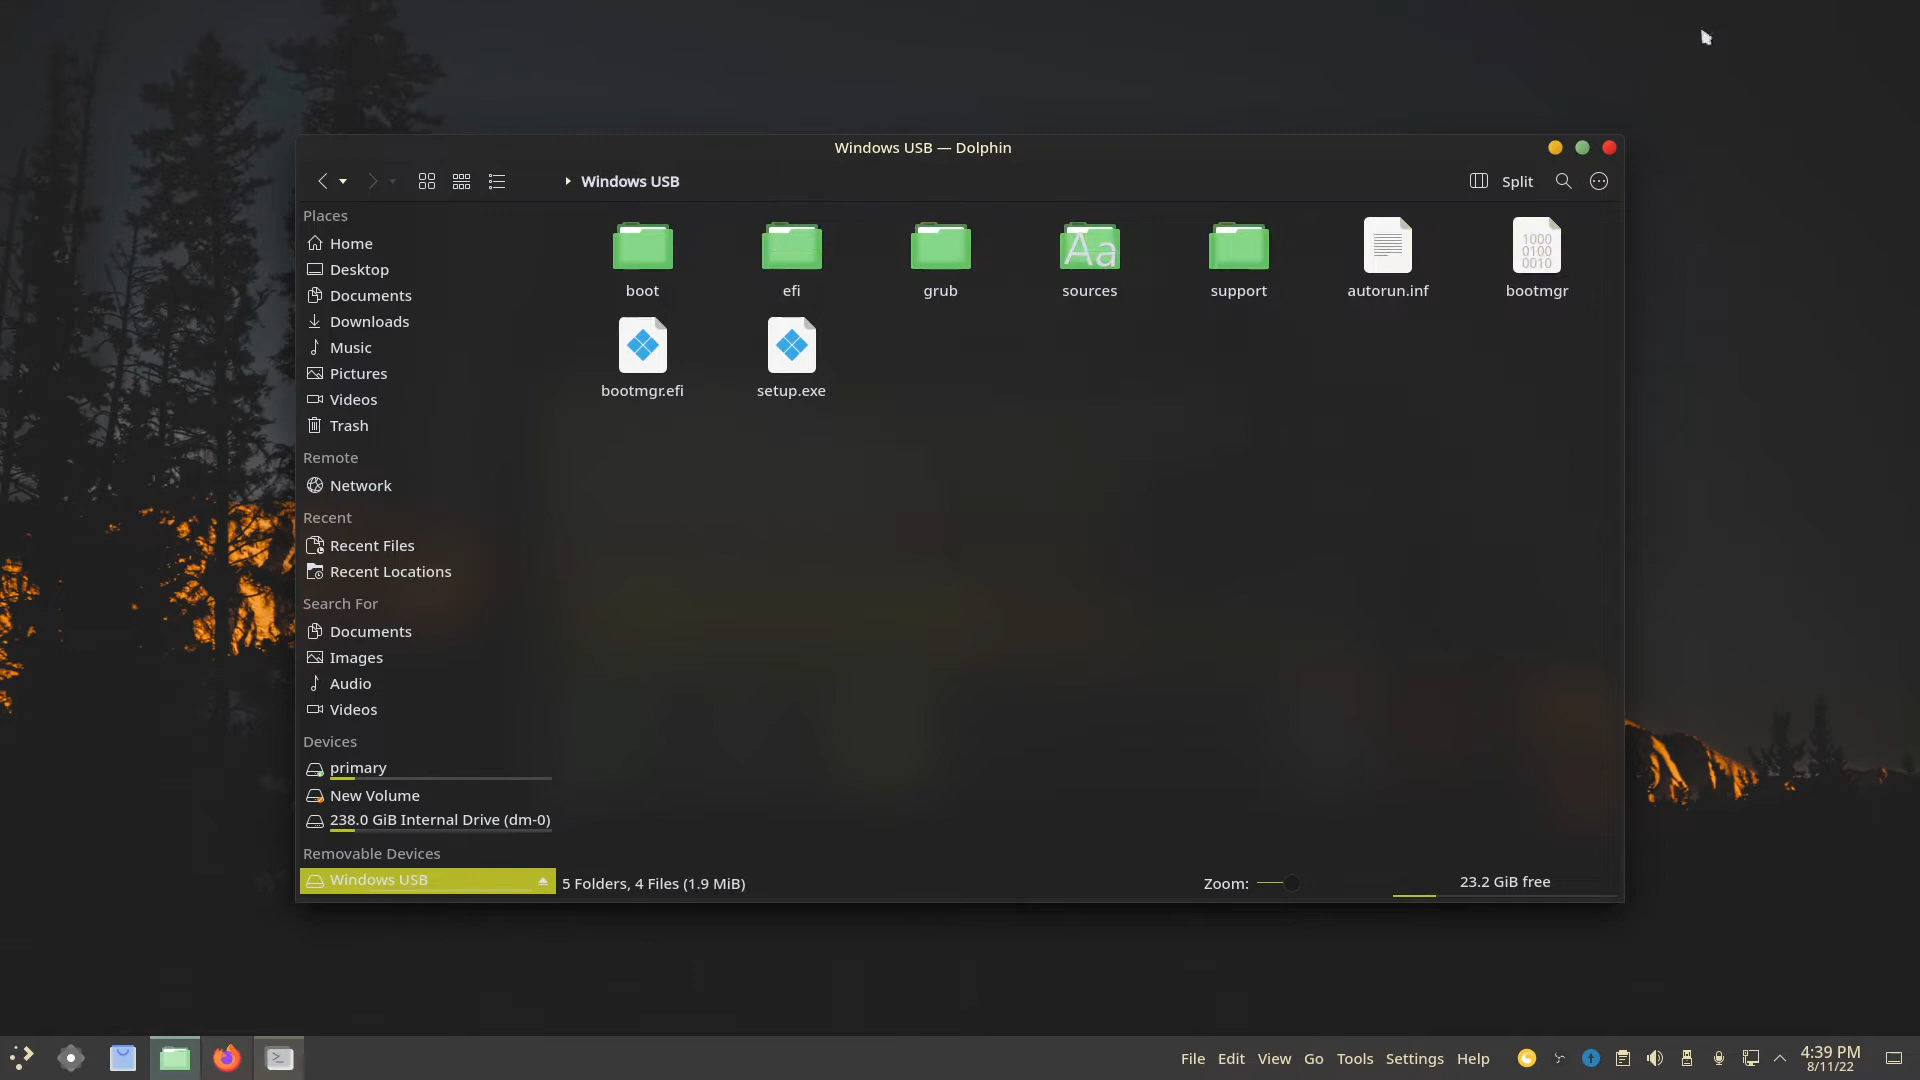 Windows USB — Dolphin
Windows USB
Split
Places
Home
Desktop
Documents
Downloads
Music
Pictures
Videos
Trash
Remote
Network
Recent
Recent Files
Recent Locations
Search For
Documents
Images
Audio
Videos
Devices
primary
New Volume
238.0 GiB Internal Drive (dm-0)
Removable Devices
Windows USB
boot
efi
grub
Aa
sources
support
autorun.inf
1000
0100
0010
bootmgr
bootmgr.efi
setup.exe
5 Folders, 4 Files (1.9 MiB)
Zoom:
23.2 GiB free
File Edit View Go Tools Settings Help
4:39 PM
8/11/22